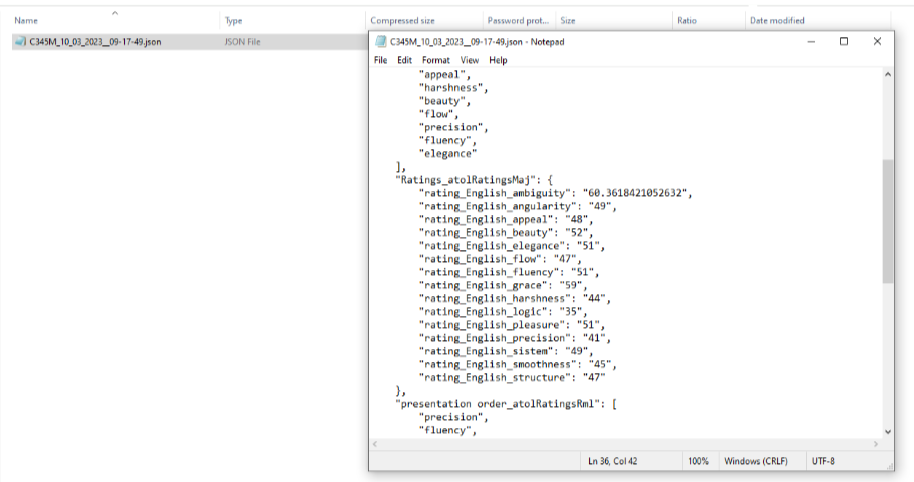 Name Type Compressed size Password prot... Size Ratio Date modified
C345M_10_03_2023__09-17-49.json JSON File
C345M_10_03_2023__09-17-49.json - Notepad
File Edit Format View Help
"appeal",
"harshness",
"beauty",
"flow",
"precision",
"fluency",
"elegance"
],
"Ratings_atolRatingsMaj": {
"rating_English_ambiguity": "60.3618421052632",
"rating_English_angularity": "49",
"rating_English_appeal": "48",
"rating_English_beauty": "52",
"rating_English_elegance": "51",
"rating_English_flow": "47",
"rating_English_fluency": "51",
"rating_English_grace": "59",
"rating_English_harshness": "44",
"rating_English_logic": "35",
"rating_English_pleasure": "51",
"rating_English_precision": "41",
"rating_English_sistem": "49",
"rating_English_smoothness": "45",
"rating_English_structure": "47"
},
"presentation order_atolRatingsRml": [
"precision",
"fluency",
Ln 36, Col 42 100% Windows (CRLF) UTF-8